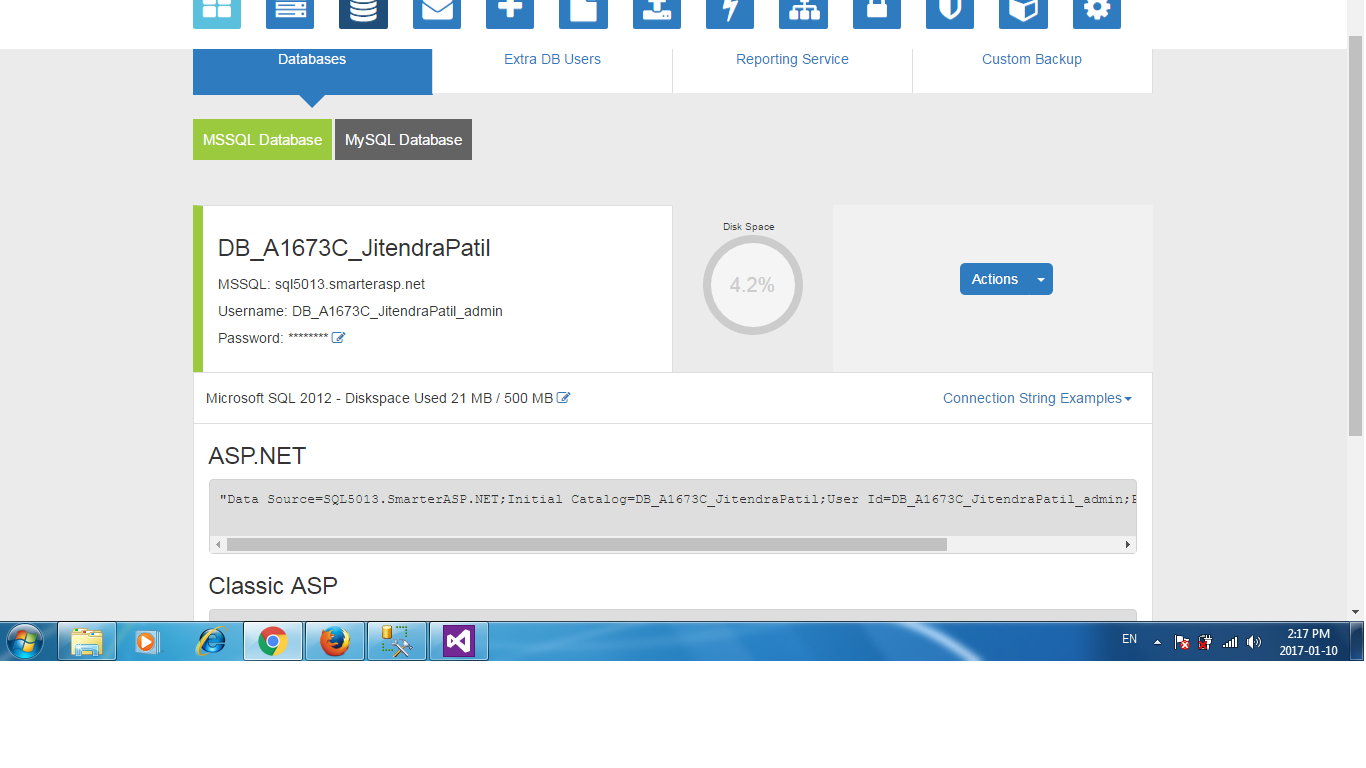 Databases
Extra DB Users
Reporting Service
Custom Backup
MSSQL Database
MySQL Database
DB_A1673C_JitendraPatil
MSSQL: sql5013.smarterasp.net
Username: DB_A1673C_JitendraPatil_admin
Password: ********
Disk Space
4.2%
Actions
Microsoft SQL 2012 - Diskspace Used 21 MB / 500 MB
Connection String Examples
ASP.NET
"Data Source=SQL5013.SmarterASP.NET;Initial Catalog=DB_A1673C_JitendraPatil;User Id=DB_A1673C_JitendraPatil_admin;
Classic ASP
EN
2:17 PM
2017-01-10